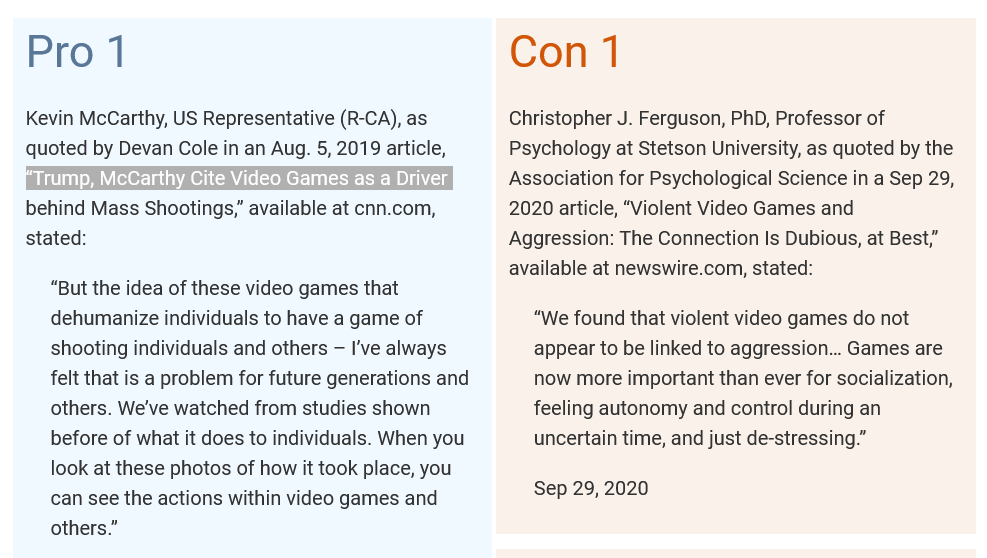 Pro 1
Kevin McCarthy, US Representative (R-CA), as
quoted by Devan Cole in an Aug. 5, 2019 article,
“Trump, McCarthy Cite Video Games as a Driver
behind Mass Shootings,” available at cnn.com,
stated:
“But the idea of these video games that
dehumanize individuals to have a game of
shooting individuals and others – I’ve always
felt that is a problem for future generations and
others. We’ve watched from studies shown
before of what it does to individuals. When you
look at these photos of how it took place, you
can see the actions within video games and
others.”
Con 1
Christopher J. Ferguson, PhD, Professor of
Psychology at Stetson University, as quoted by the
Association for Psychological Science in a Sep 29,
2020 article, “Violent Video Games and
Aggression: The Connection Is Dubious, at Best,”
available at newswire.com, stated:
“We found that violent video games do not
appear to be linked to aggression… Games are
now more important than ever for socialization,
feeling autonomy and control during an
uncertain time, and just de-stressing.”
Sep 29, 2020